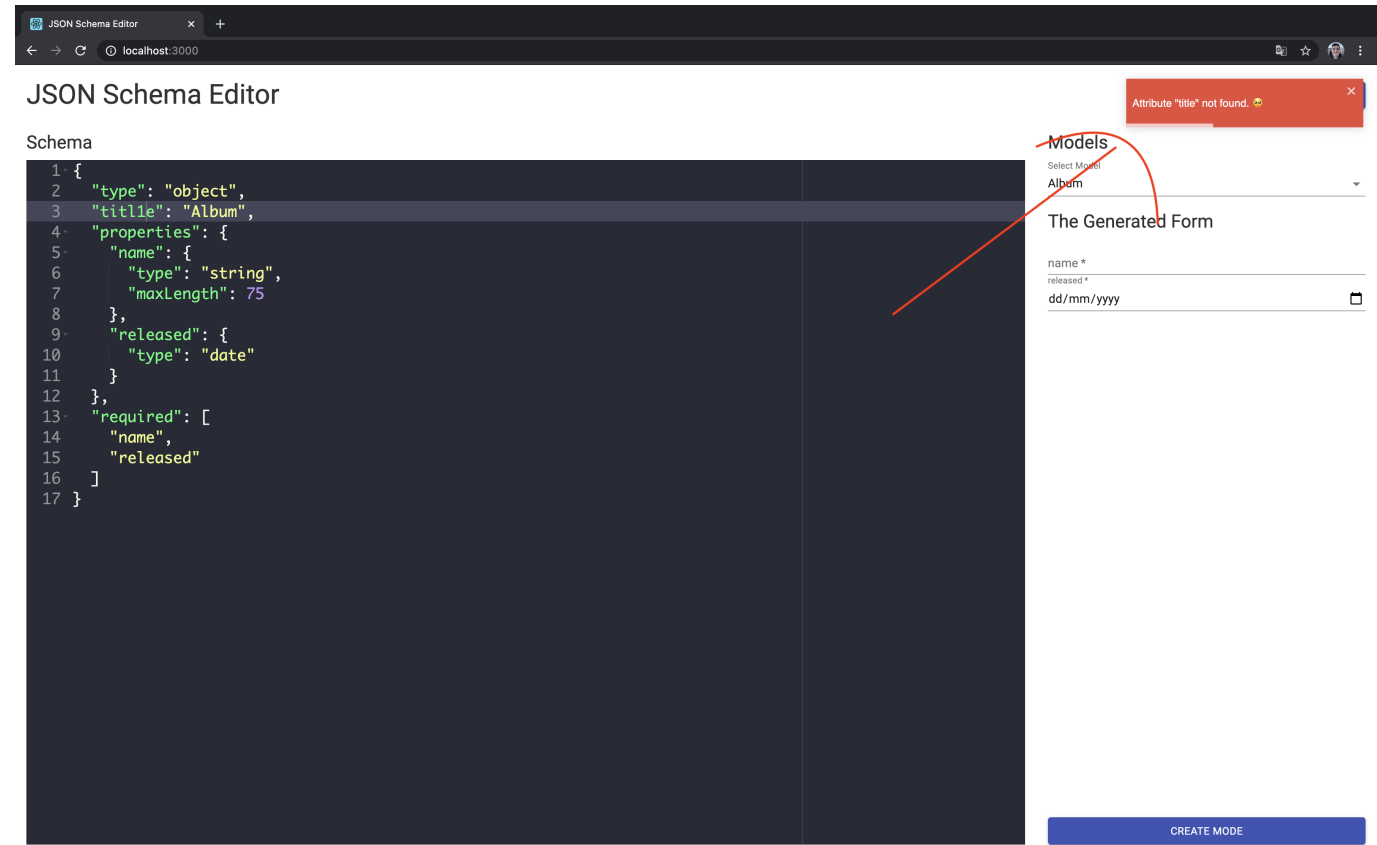 JSON Schema Editor
localhost:3000
JSON Schema Editor
Attribute "title" not found. 🥺
Schema
1 {
2 "type": "object",
3 "titl1e": "Album",
4 "properties": {
5 "name": {
6 "type": "string",
7 "maxLength": 75
8 },
9 "released": {
10 "type": "date"
11 }
12 },
13 "required": [
14 "name",
15 "released"
16 ]
17 }
Models
Select Model
Album
The Generated Form
name *
released *
dd/mm/yyyy
CREATE MODE